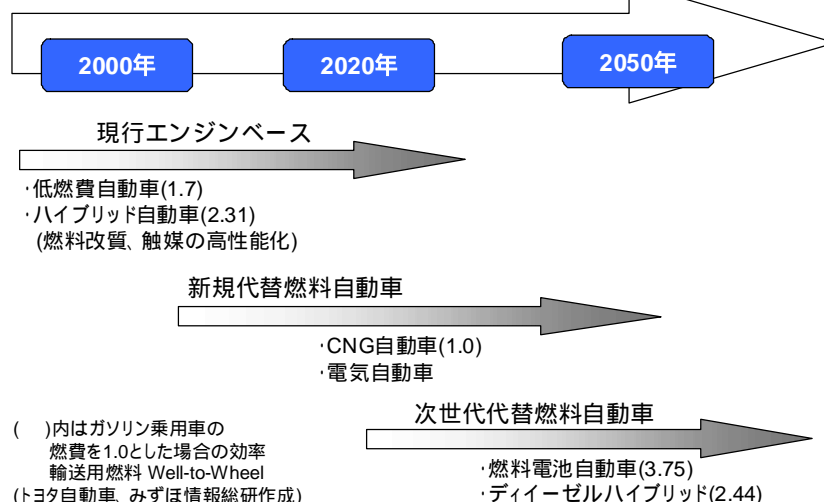 2000年 2020年 2050年
現行エンジンベース
・低燃費自動車(1.7)
・ハイブリッド自動車(2.31)
(燃料改質、触媒の高性能化)
新規代替燃料自動車
・CNG自動車(1.0)
・電気自動車
次世代代替燃料自動車
・燃料電池自動車(3.75)
・ディイーゼルハイブリッド(2.44)
( )内はガソリン乗用車の
燃費を1.0とした場合の効率
輸送用燃料 Well-to-Wheel
(トヨタ自動車、みずほ情報総研作成)